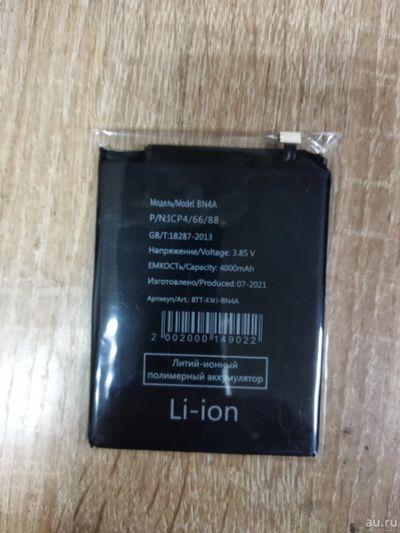 Модель/Model: BN4A
P/N:ICP4/66/88
GB/T:18287-2013
Напряжение/Voltage: 3.85 V
ЕМКОСТЬ/Capacity: 4000mAh
Изготовлено/Produced: 07-2021
Артикул/Art.: BTT-XMI-BN4A
2 002000 149022
Литий-ионный
полимерный аккумулятор
Li-ion
au.ru